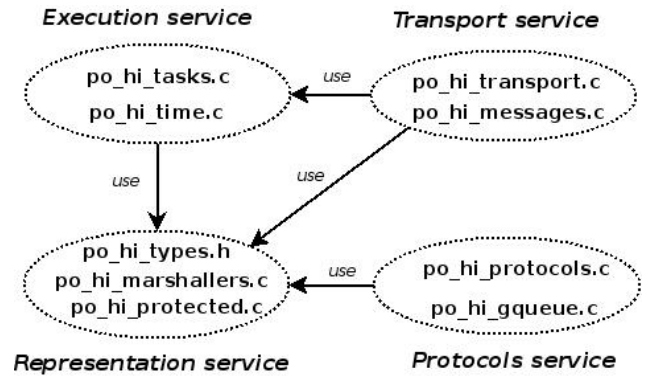 Execution service
Transport service
po_hi_tasks.c
po_hi_time.c
use
po_hi_transport.c
po_hi_messages.c
use
use
po_hi_types.h
po_hi_marshallers.c
po_hi_protected.c
use
po_hi_protocols.c
po_hi_gqueue.c
Representation service
Protocols service